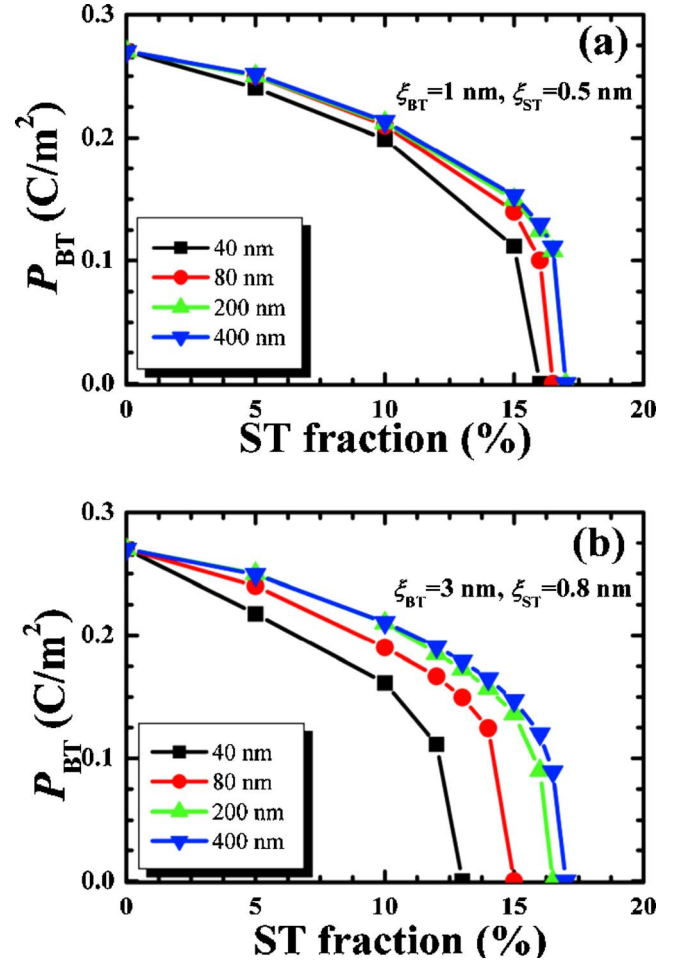 0.3
(a)
ξBT=1 nm, ξST=0.5 nm
0.2
PBT (C/m²)
40 nm
80 nm
0.1
200 nm
400 nm
0.0
0 5 10 15 20
ST fraction (%)
0.3
(b)
ξBT=3 nm, ξST=0.8 nm
0.2
PBT (C/m²)
40 nm
80 nm
0.1
200 nm
400 nm
0.0
0 5 10 15 20
ST fraction (%)